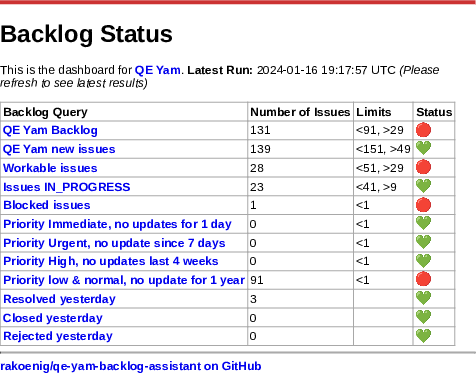 Backlog Status
This is the dashboard for QE Yam. Latest Run: 2024-01-16 19:17:57 UTC (Please
refresh to see latest results)
Backlog Query Number of Issues Limits Status
QE Yam Backlog 131 <91, >29
QE Yam new issues 139 <151, >49
Workable issues 28 <51, >29
Issues IN_PROGRESS 23 <41, >9
Blocked issues 1 <1
Priority Immediate, no updates for 1 day 0 <1
Priority Urgent, no update since 7 days 0 <1
Priority High, no updates last 4 weeks 0 <1
Priority low & normal, no update for 1 year 91 <1
Resolved yesterday 3
Closed yesterday 0
Rejected yesterday 0
rakoenig/qe-yam-backlog-assistant on GitHub